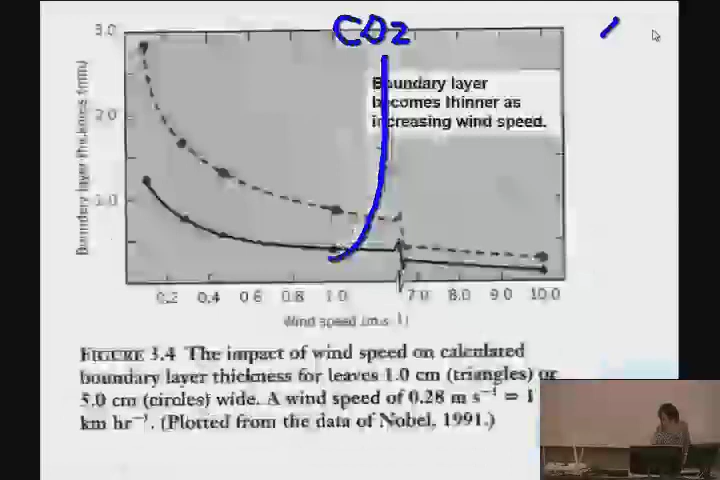 CO2
3.0
Boundary layer
becomes thinner as
increasing wind speed.
2.0
1.0
Boundary layer thickness (mm)
0.2 0.4 0.6 0.8 1.0 7.0 8.0 9.0 10.0
Wind speed (m s-1)
FIGURE 3.4 The impact of wind speed on calculated
boundary layer thickness for leaves 1.0 cm (triangles) or
5.0 cm (circles) wide. A wind speed of 0.28 m s⁻¹ = 1
km hr⁻¹. (Plotted from the data of Nobel, 1991.)